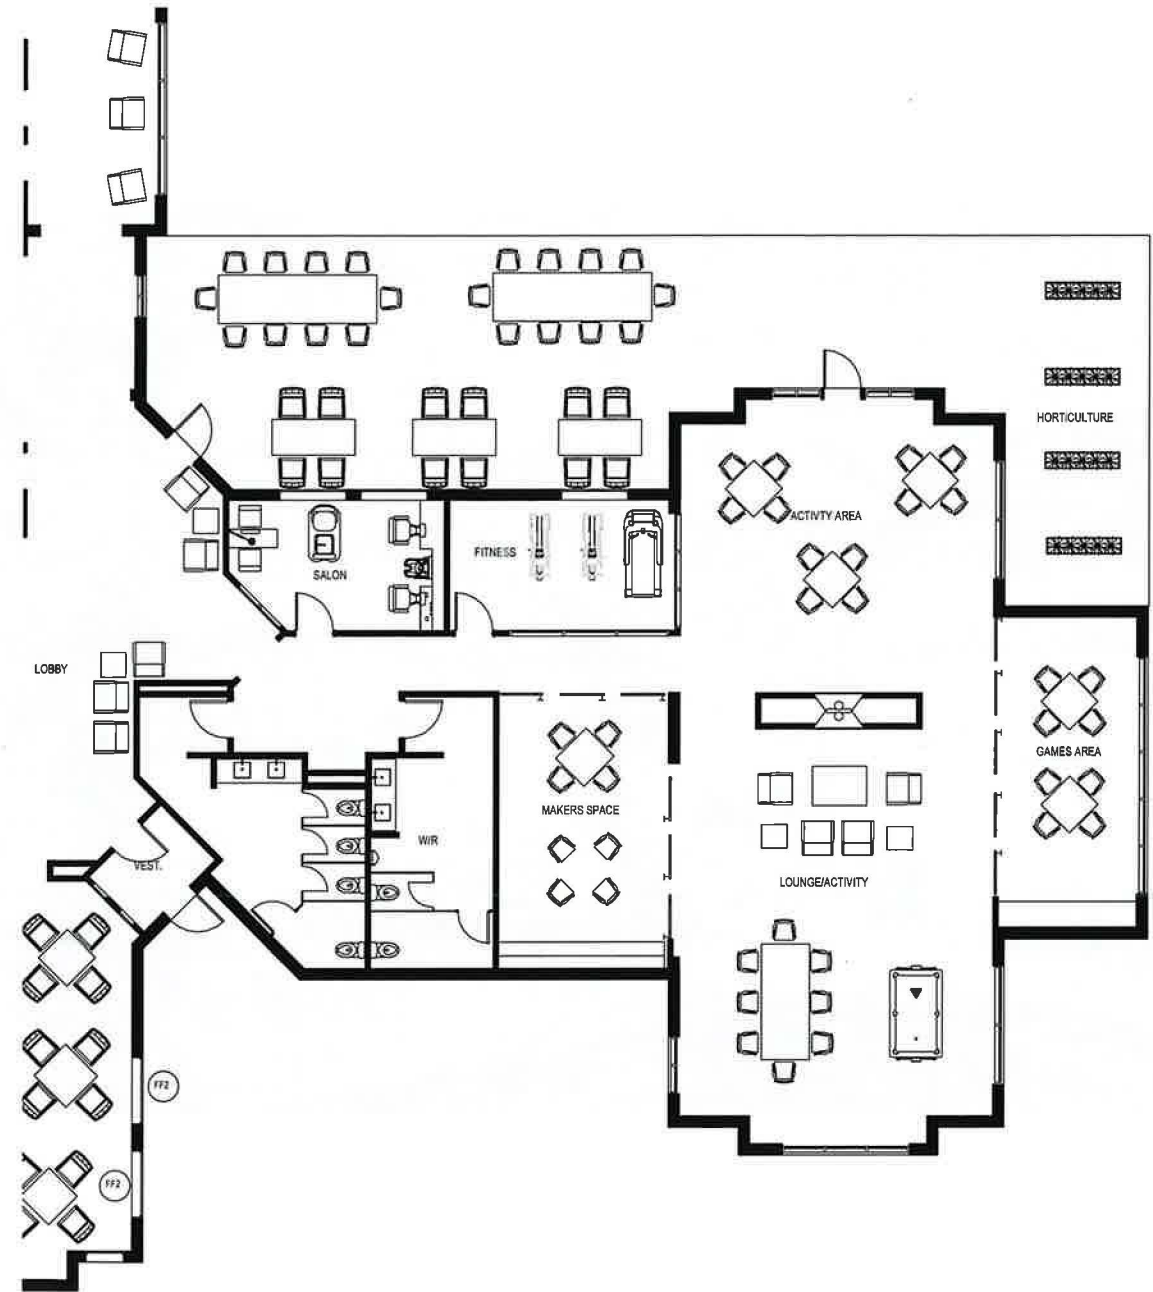 HORTICULTURE
ACTIVTY AREA
FITNESS
SALON
LOBBY
GAMES AREA
MAKERS SPACE
W/R
VEST.
LOUNGE/ACTIVITY
FF2
FF2